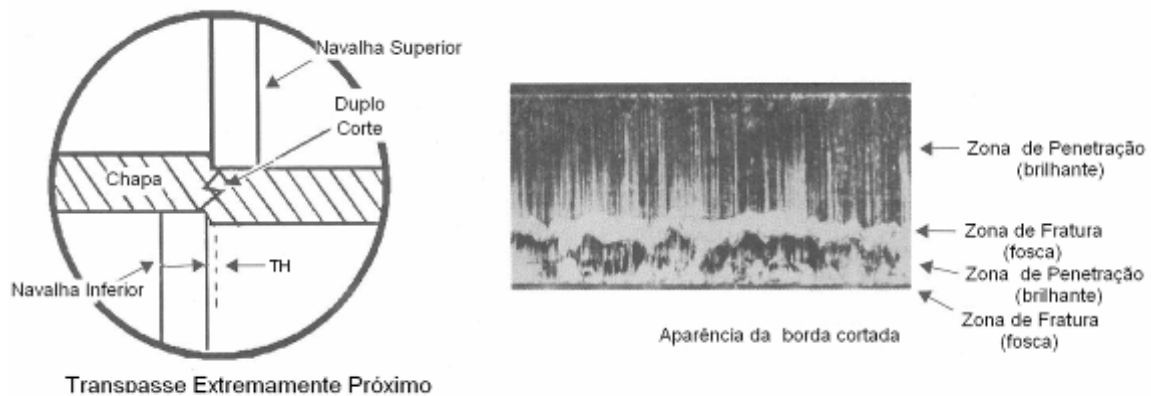 Navalha Superior
Duplo
Corte
Chapa
TH
Navalha Inferior
Transpasse Extremamente Próximo
Zona de Penetração
(brilhante)
Zona de Fratura
(fosca)
Zona de Penetração
(brilhante)
Zona de Fratura
(fosca)
Aparência da borda cortada